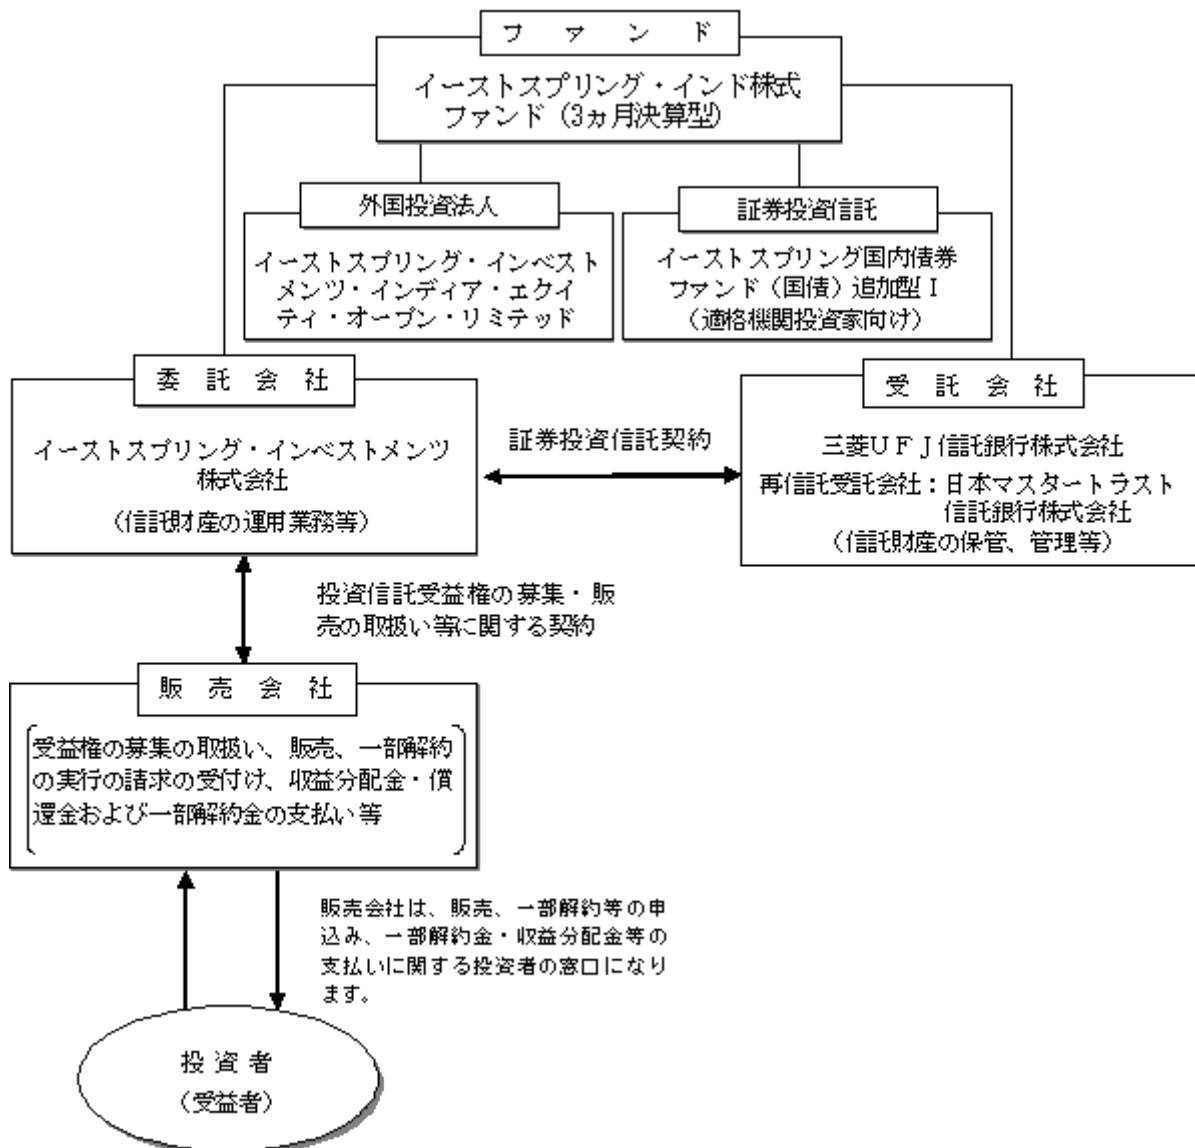 ファンド
イーストスプリング・インド株式
ファンド（3ヵ月決算型）
外国投資法人
イーストスプリング・インベスト
メンツ・インディア・エクイ
ティ・オープン・リミテッド
証券投資信託
イーストスプリング国内債券
ファンド（国債）追加型Ⅰ
（適格機関投資家向け）
委託会社
イーストスプリング・インベストメンツ
株式会社
（信託財産の運用業務等）
証券投資信託契約
受託会社
三菱ＵＦＪ信託銀行株式会社
再信託受託会社：日本マスタートラスト
信託銀行株式会社
（信託財産の保管、管理等）
投資信託受益権の募集・販
売の取扱い等に関する契約
販売会社
受益権の募集の取扱い、販売、一部解約
の実行の請求の受付け、収益分配金・償
還金および一部解約金の支払い等
販売会社は、販売、一部解約等の申
込み、一部解約金・収益分配金等の
支払いに関する投資者の窓口になり
ます。
投資者
（受益者）